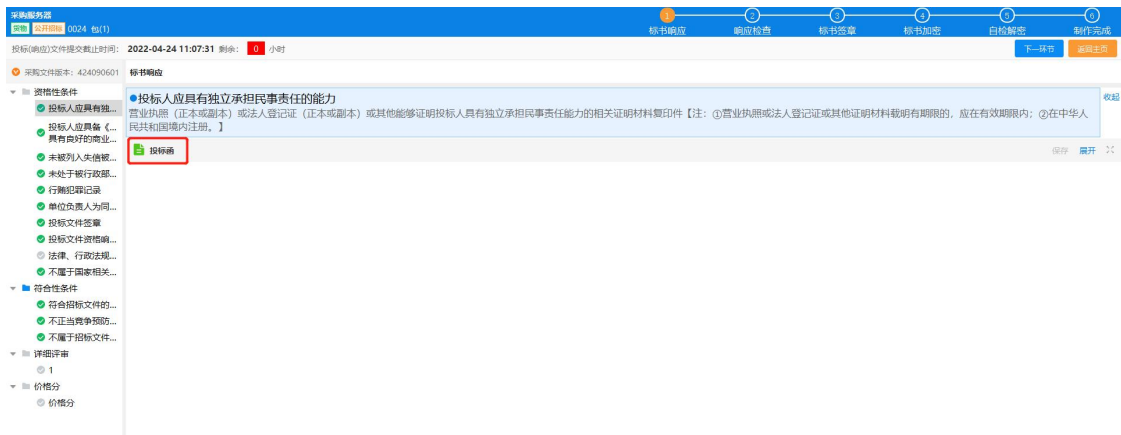 采购服务器
采物 公开招标 0024 包(1)
1 2 3 4 5 6
标书响应 响应检查 标书签章 标书加密 自检解密 制作完成
投标(响应)文件提交截止时间: 2022-04-24 11:07:31 剩余: 0 小时
下一环节 返回主页
采购文件版本: 424090601
标书响应
资格性条件
投标人应具有独...
投标人应具备《...
具有良好的商业...
未被列入失信被...
未处于被行政部...
行贿犯罪记录
单位负责人为同...
投标文件签章
投标文件资格响...
法律、行政法规...
不属于国家相关...
符合性条件
符合招标文件的...
不正当竞争预防...
不属于招标文件...
详细评审
1
价格分
价格分
●投标人应具有独立承担民事责任的能力
营业执照（正本或副本）或法人登记证（正本或副本）或其他能够证明投标人具有独立承担民事责任能力的相关证明材料复印件【注：①营业执照或法人登记证或其他证明材料载明有期限的，应在有效期限内；②在中华人
民共和国境内注册。】
收起
投标函
保存 展开